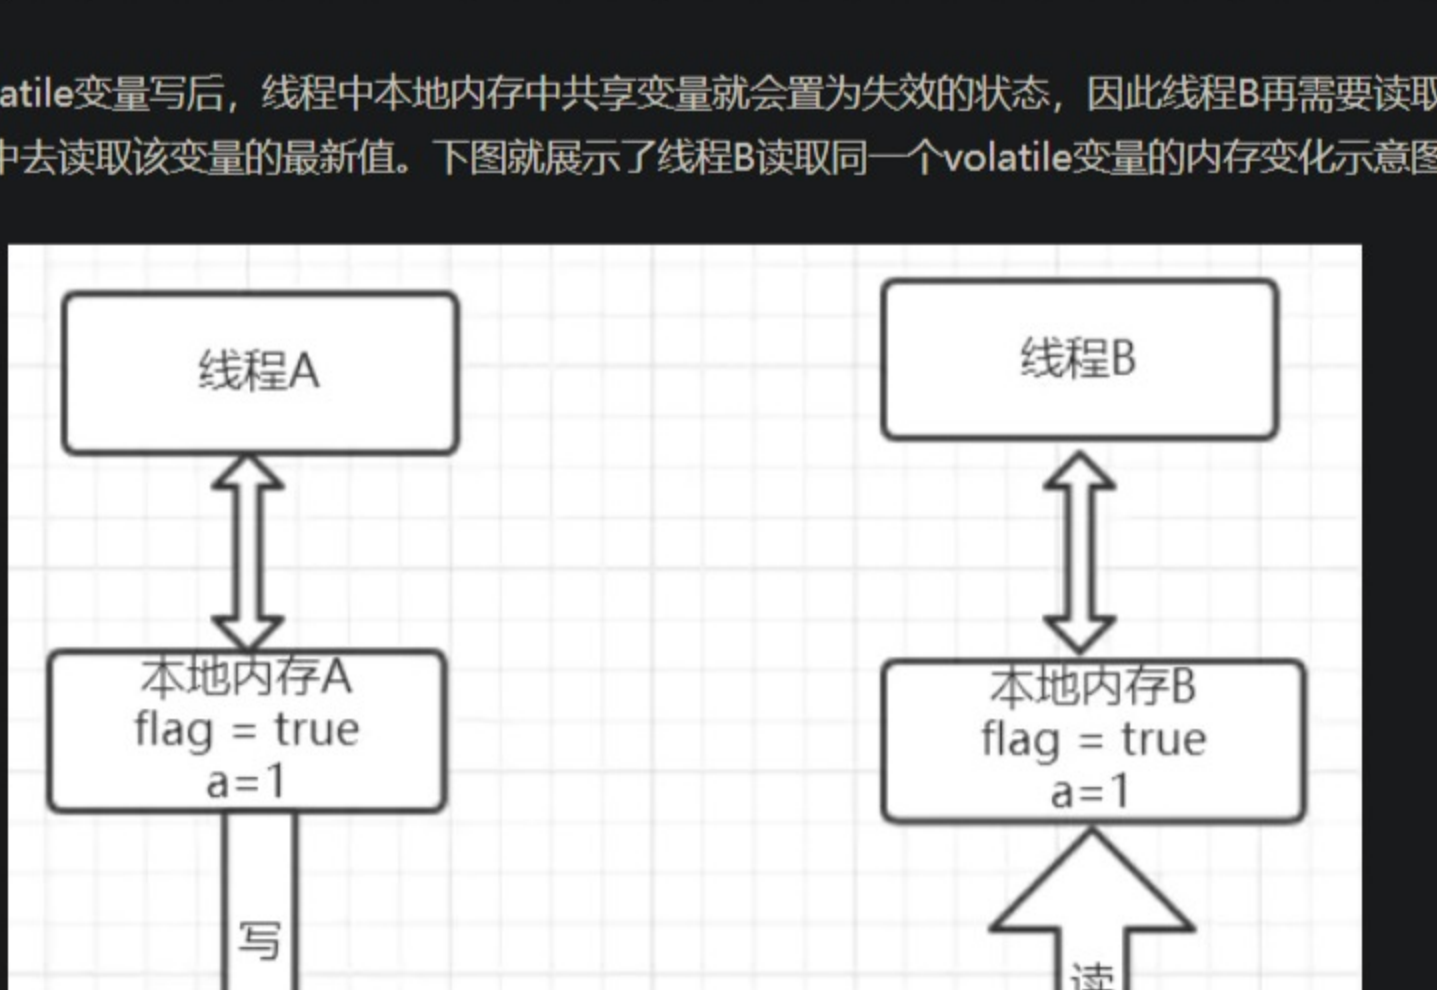 atile变量写后，线程中本地内存中共享变量就会置为失效的状态，因此线程B再需要读取
中去读取该变量的最新值。下图就展示了线程B读取同一个volatile变量的内存变化示意图
线程A
线程B
本地内存A
flag = true
a=1
本地内存B
flag = true
a=1
写
读